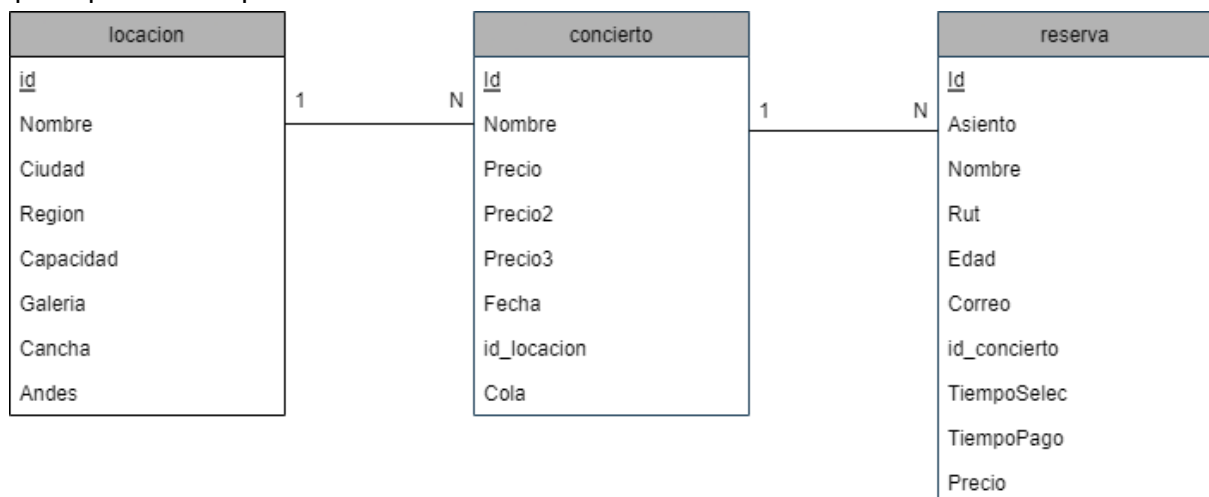 locacion
id
Nombre
Ciudad
Region
Capacidad
Galeria
Cancha
Andes
1
N
concierto
Id
Nombre
Precio
Precio2
Precio3
Fecha
id_locacion
Cola
1
N
reserva
Id
Asiento
Nombre
Rut
Edad
Correo
id_concierto
TiempoSelec
TiempoPago
Precio